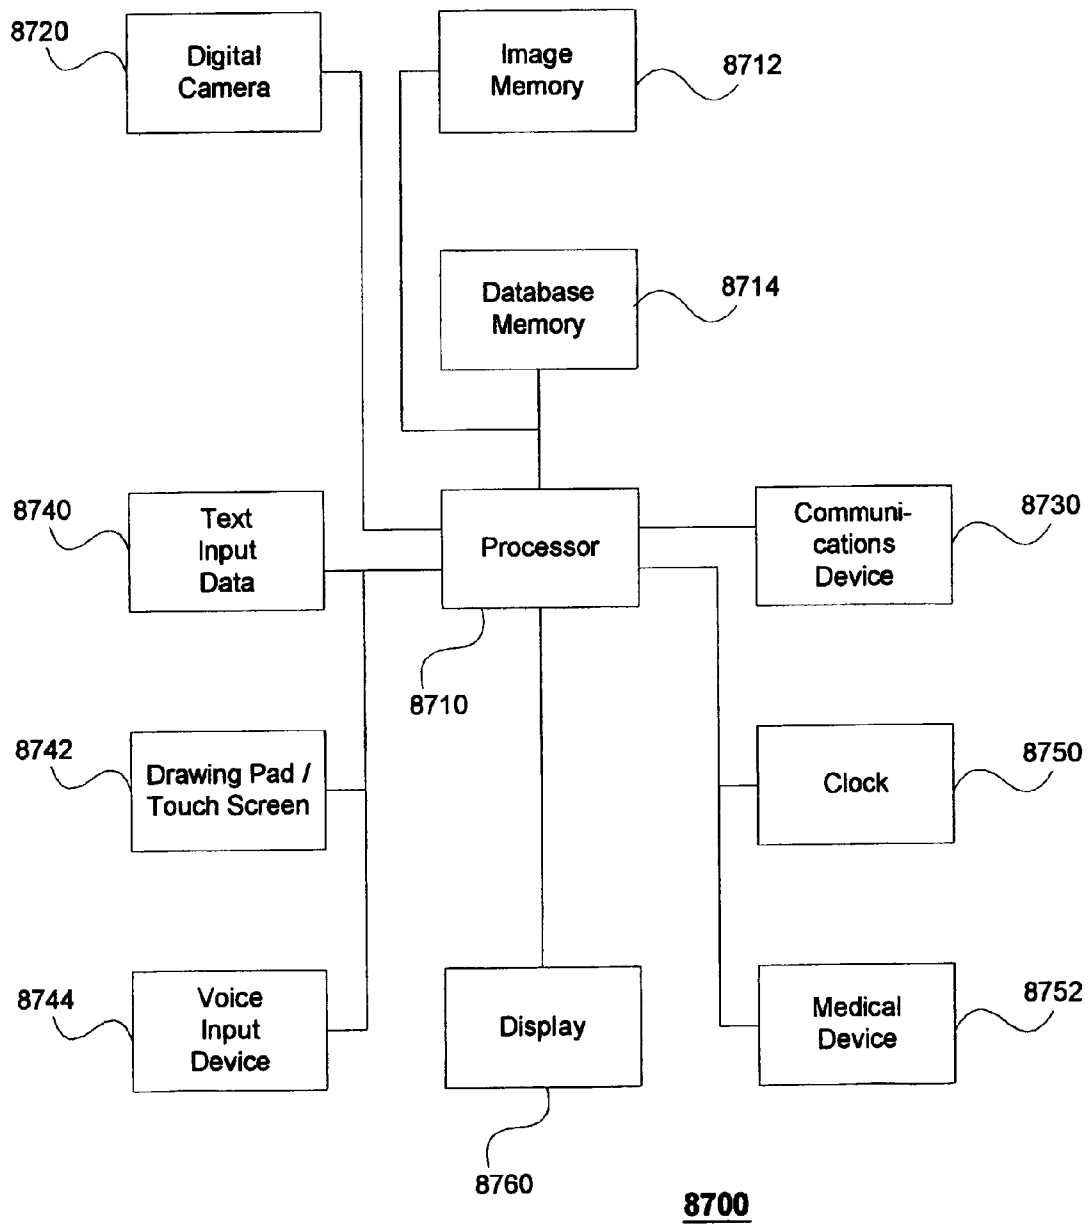 8720
Digital
Camera
Image
Memory
8712
Database
Memory
8714
8740
Text
Input
Data
Processor
8710
Communi-
cations
Device
8730
8742
Drawing Pad /
Touch Screen
Clock
8750
8744
Voice
Input
Device
Display
8760
Medical
Device
8752
8700